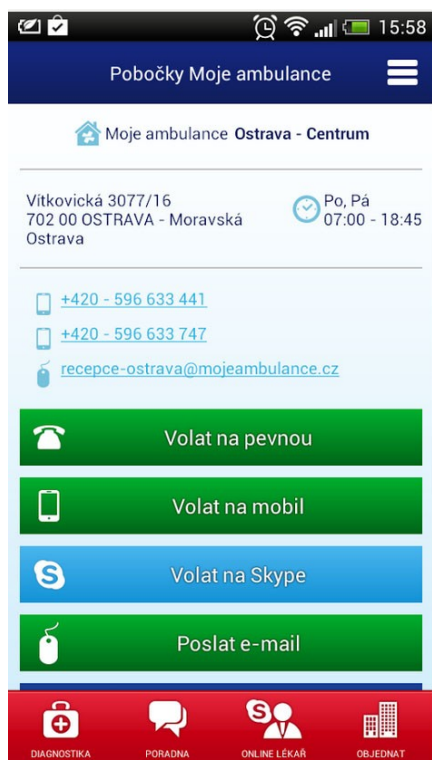 15:58
Pobočky Moje ambulance
Moje ambulance Ostrava - Centrum
Vítkovická 3077/16
702 00 OSTRAVA - Moravská
Ostrava
Po, Pá
07:00 - 18:45
+420 - 596 633 441
+420 - 596 633 747
recepce-ostrava@mojeambulance.cz
Volat na pevnou
Volat na mobil
S
Volat na Skype
Poslat e-mail
S
DIAGNOSTIKA
PORADNA
ONLINE LÉKAŘ
OBJEDNAT